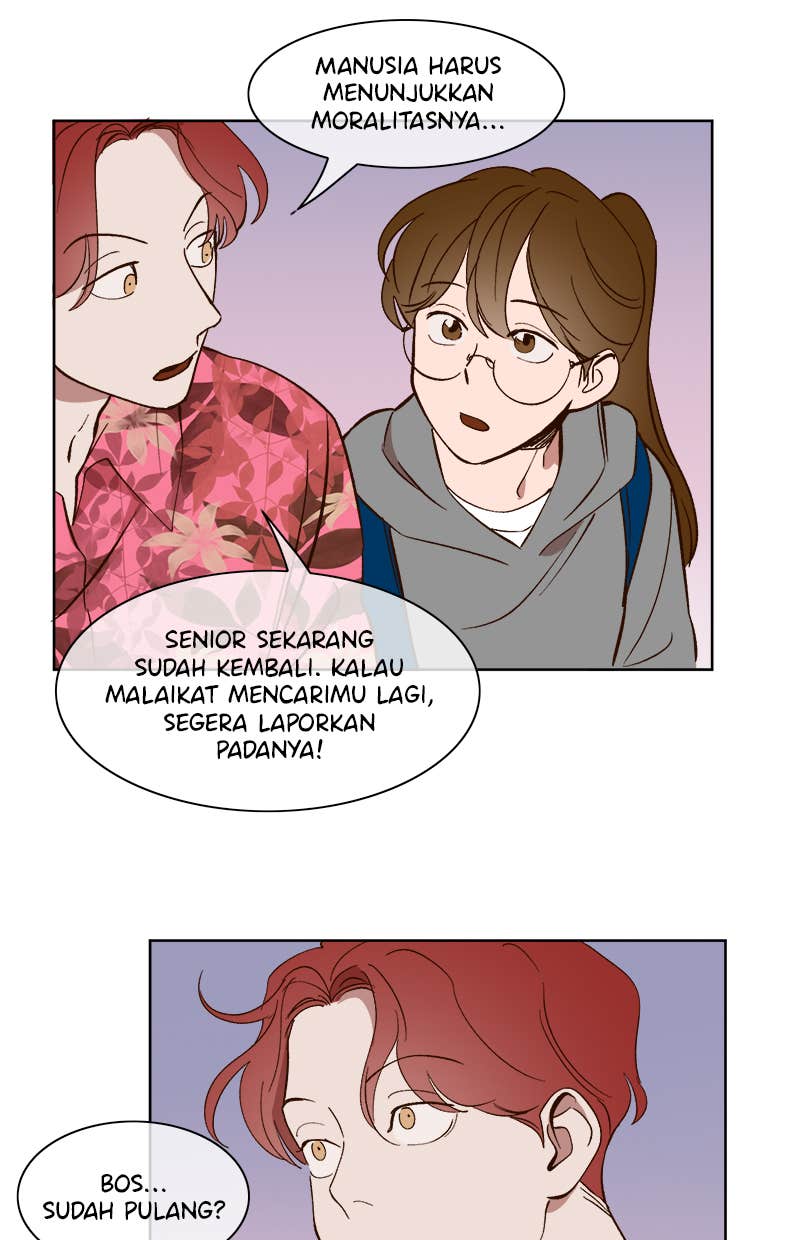 MANUSIA HARUS
MENUNJUKKAN
MORALITASNYA...
SENIOR SEKARANG
SUDAH KEMBALI. KALAU
MALAIKAT MENCARIMU LAGI,
SEGERA LAPORKAN
PADANYA!
BOS...
SUDAH PULANG?